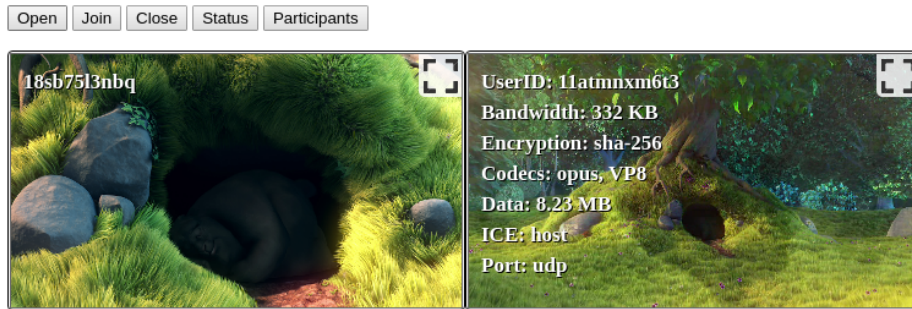 Open Join Close Status Participants
18sb75l3nbq
UserID: 11atmnxm6t3
Bandwidth: 332 KB
Encryption: sha-256
Codecs: opus, VP8
Data: 8.23 MB
ICE: host
Port: udp